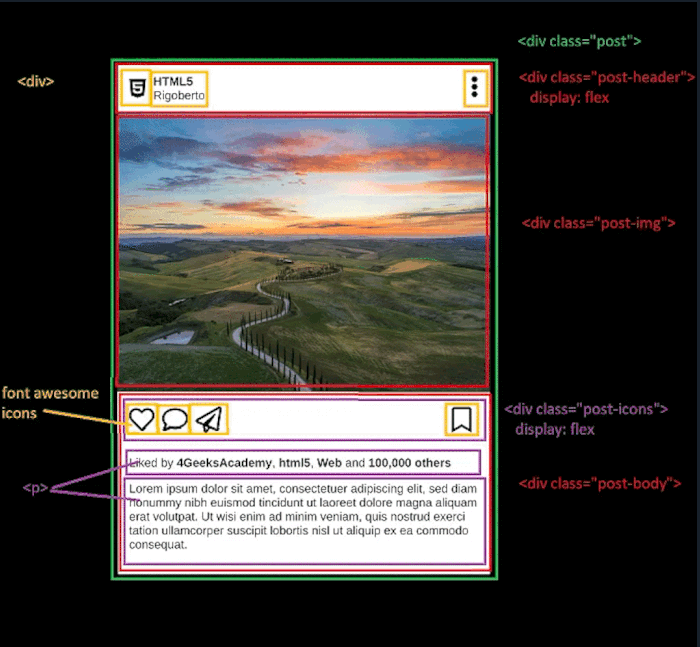 <div class="post">
<div>
HTML5
Rigoberto
<div class="post-header">
display: flex
<div class="post-img">
font awesome
icons
<div class="post-icons">
display: flex
Liked by 4GeeksAcademy, html5, Web and 100,000 others
<p>
<div class="post-body">
Lorem ipsum dolor sit amet, consectetuer adipiscing elit, sed diam
nonummy nibh euismod tincidunt ut laoreet dolore magna aliquam
erat volutpat. Ut wisi enim ad minim veniam, quis nostrud exerci
tation ullamcorper suscipit lobortis nisl ut aliquip ex ea commodo
consequat.